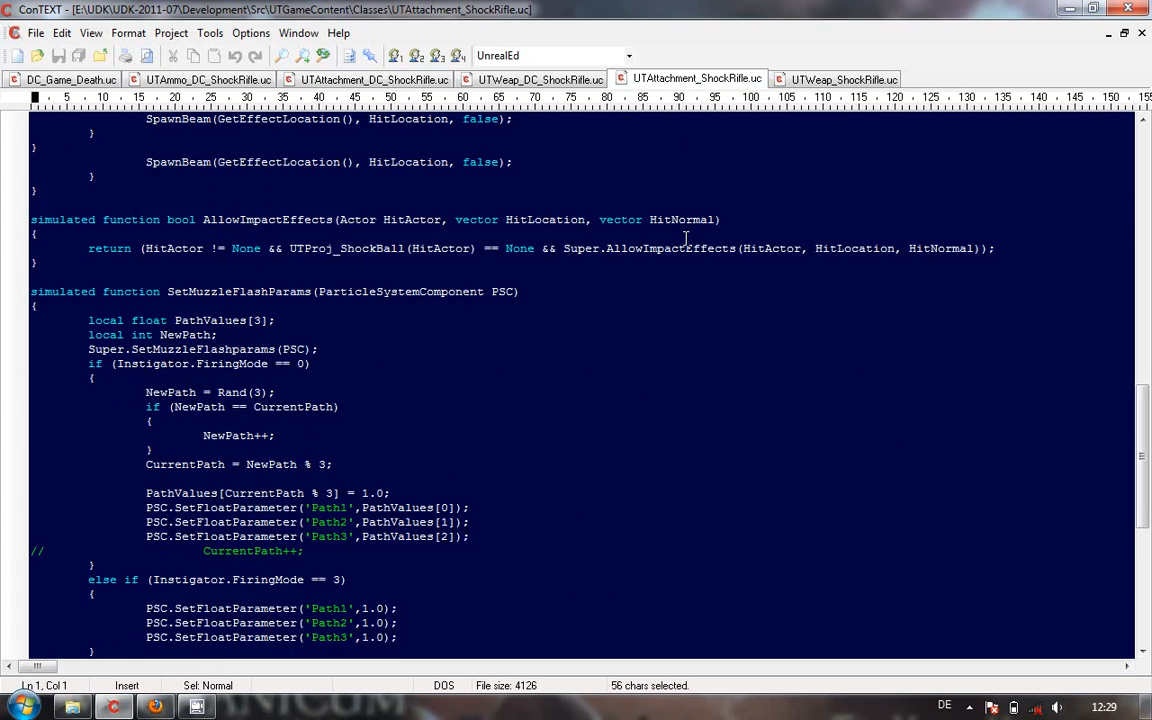 ConTEXT - [E:\UDK\UDK-2011-07\Development\Src\UTGameContent\Classes\UTAttachment_ShockRifle.uc]
File Edit View Format Project Tools Options Window Help
UnrealEd
DC_Game_Death.uc UTAmmo_DC_ShockRifle.uc UTAttachment_DC_ShockRifle.uc UTWeap_DC_ShockRifle.uc UTAttachment_ShockRifle.uc UTWeap_ShockRifle.uc
5 10 15 20 25 30 35 40 45 50 55 60 65 70 75 80 85 90 95 100 105 110 115 120 125 130 135 140 145 150 155
SpawnBeam(GetEffectLocation(), HitLocation, false);
}
}
SpawnBeam(GetEffectLocation(), HitLocation, false);
}
}
simulated function bool AllowImpactEffects(Actor HitActor, vector HitLocation, vector HitNormal)
{
return (HitActor != None && UTProj_ShockBall(HitActor) == None && Super.AllowImpactEffects(HitActor, HitLocation, HitNormal));
}
simulated function SetMuzzleFlashParams(ParticleSystemComponent PSC)
{
local float PathValues[3];
local int NewPath;
Super.SetMuzzleFlashparams(PSC);
if (Instigator.FiringMode == 0)
{
NewPath = Rand(3);
if (NewPath == CurrentPath)
{
NewPath++;
}
CurrentPath = NewPath % 3;
PathValues[CurrentPath % 3] = 1.0;
PSC.SetFloatParameter('Path1',PathValues[0]);
PSC.SetFloatParameter('Path2',PathValues[1]);
PSC.SetFloatParameter('Path3',PathValues[2]);
// CurrentPath++;
}
else if (Instigator.FiringMode == 3)
{
PSC.SetFloatParameter('Path1',1.0);
PSC.SetFloatParameter('Path2',1.0);
PSC.SetFloatParameter('Path3',1.0);
}
Ln 1, Col 1 Insert Sel: Normal DOS File size: 4126 56 chars selected.
DE 12:29